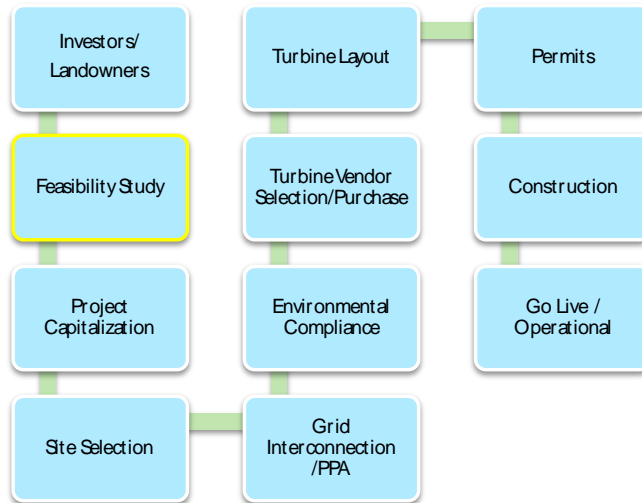 Investors/
Landowners
Feasibility Study
Project
Capitalization
Site Selection
Grid
Interconnection
/PPA
Environmental
Compliance
Turbine Vendor
Selection/Purchase
Turbine Layout
Permits
Construction
Go Live /
Operational